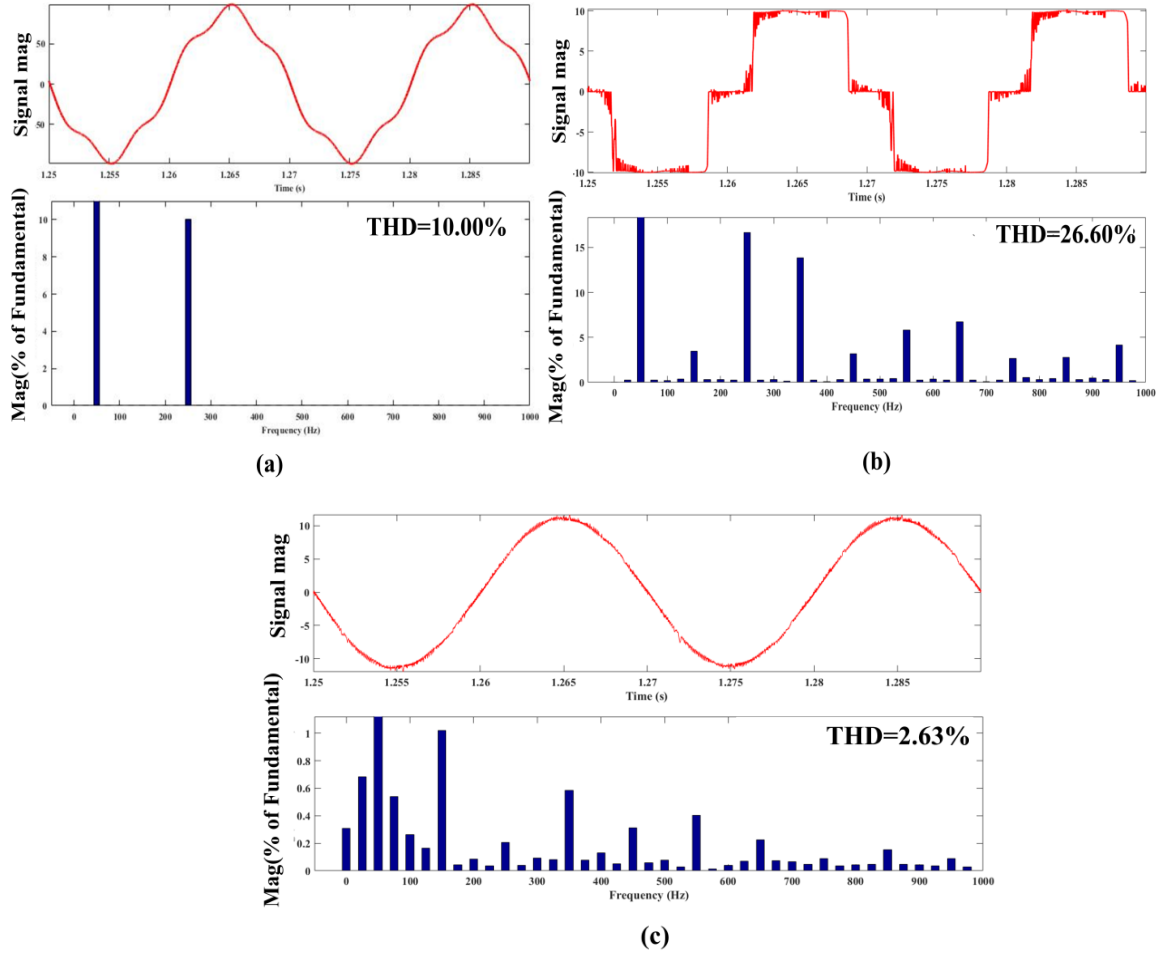 Signal mag
50
0
50
1.25 1.255 1.26 1.265 1.27 1.275 1.28 1.285
Time (s)
Mag(% of Fundamental)
10
8
6
4
2
0
THD=10.00%
0 100 200 300 400 500 600 700 800 900 1000
Frequency (Hz)
(a)
Signal mag
10
5
0
-5
-10
1.25 1.255 1.26 1.265 1.27 1.275 1.28 1.285
Time (s)
Mag(% of Fundamental)
15
10
5
0
THD=26.60%
0 100 200 300 400 500 600 700 800 900 1000
Frequency (Hz)
(b)
Signal mag
10
5
0
-5
-10
1.25 1.255 1.26 1.265 1.27 1.275 1.28 1.285
Time (s)
Mag(% of Fundamental)
1
0.8
0.6
0.4
0.2
0
THD=2.63%
0 100 200 300 400 500 600 700 800 900 1000
Frequency (Hz)
(c)